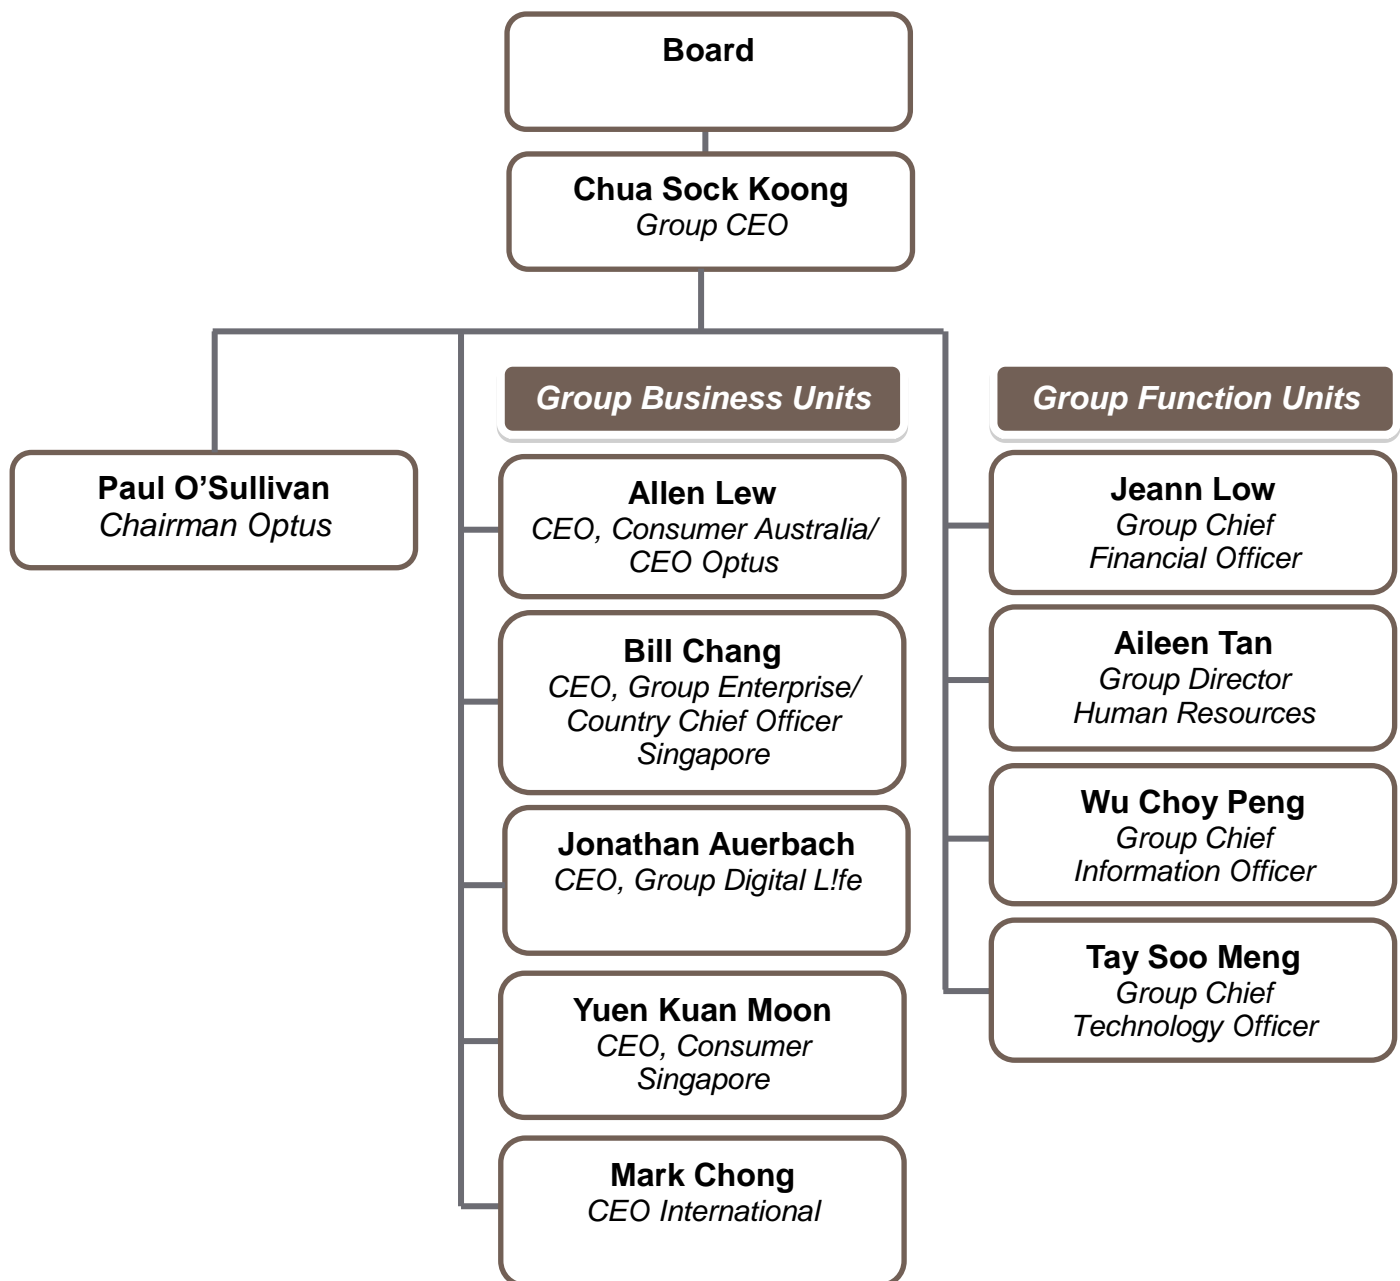 Board
Chua Sock Koong
Group CEO
Paul O’Sullivan
Chairman Optus
Group Business Units
Allen Lew
CEO, Consumer Australia/
CEO Optus
Bill Chang
CEO, Group Enterprise/
Country Chief Officer
Singapore
Jonathan Auerbach
CEO, Group Digital L!fe
Yuen Kuan Moon
CEO, Consumer
Singapore
Mark Chong
CEO International
Group Function Units
Jeann Low
Group Chief
Financial Officer
Aileen Tan
Group Director
Human Resources
Wu Choy Peng
Group Chief
Information Officer
Tay Soo Meng
Group Chief
Technology Officer